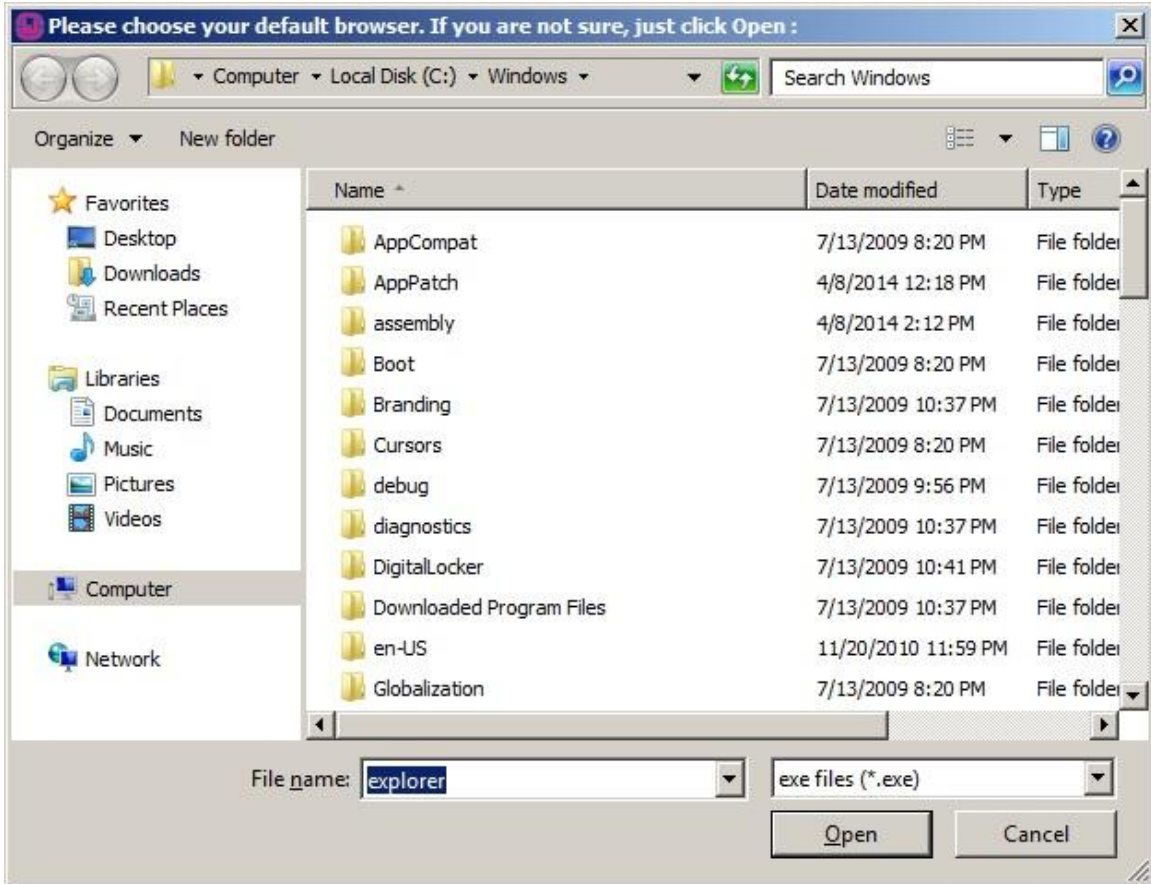 Please choose your default browser. If you are not sure, just click Open :
Computer Local Disk (C:) Windows
Search Windows
Organize New folder
Name Date modified Type
Favorites
Desktop
Downloads
Recent Places
Libraries
Documents
Music
Pictures
Videos
Computer
Network
AppCompat 7/13/2009 8:20 PM File folder
AppPatch 4/8/2014 12:18 PM File folder
assembly 4/8/2014 2:12 PM File folder
Boot 7/13/2009 8:20 PM File folder
Branding 7/13/2009 10:37 PM File folder
Cursors 7/13/2009 8:20 PM File folder
debug 7/13/2009 9:56 PM File folder
diagnostics 7/13/2009 10:37 PM File folder
DigitalLocker 7/13/2009 10:41 PM File folder
Downloaded Program Files 7/13/2009 10:37 PM File folder
en-US 11/20/2010 11:59 PM File folder
Globalization 7/13/2009 8:20 PM File folder
File name: explorer exe files (*.exe)
Open Cancel